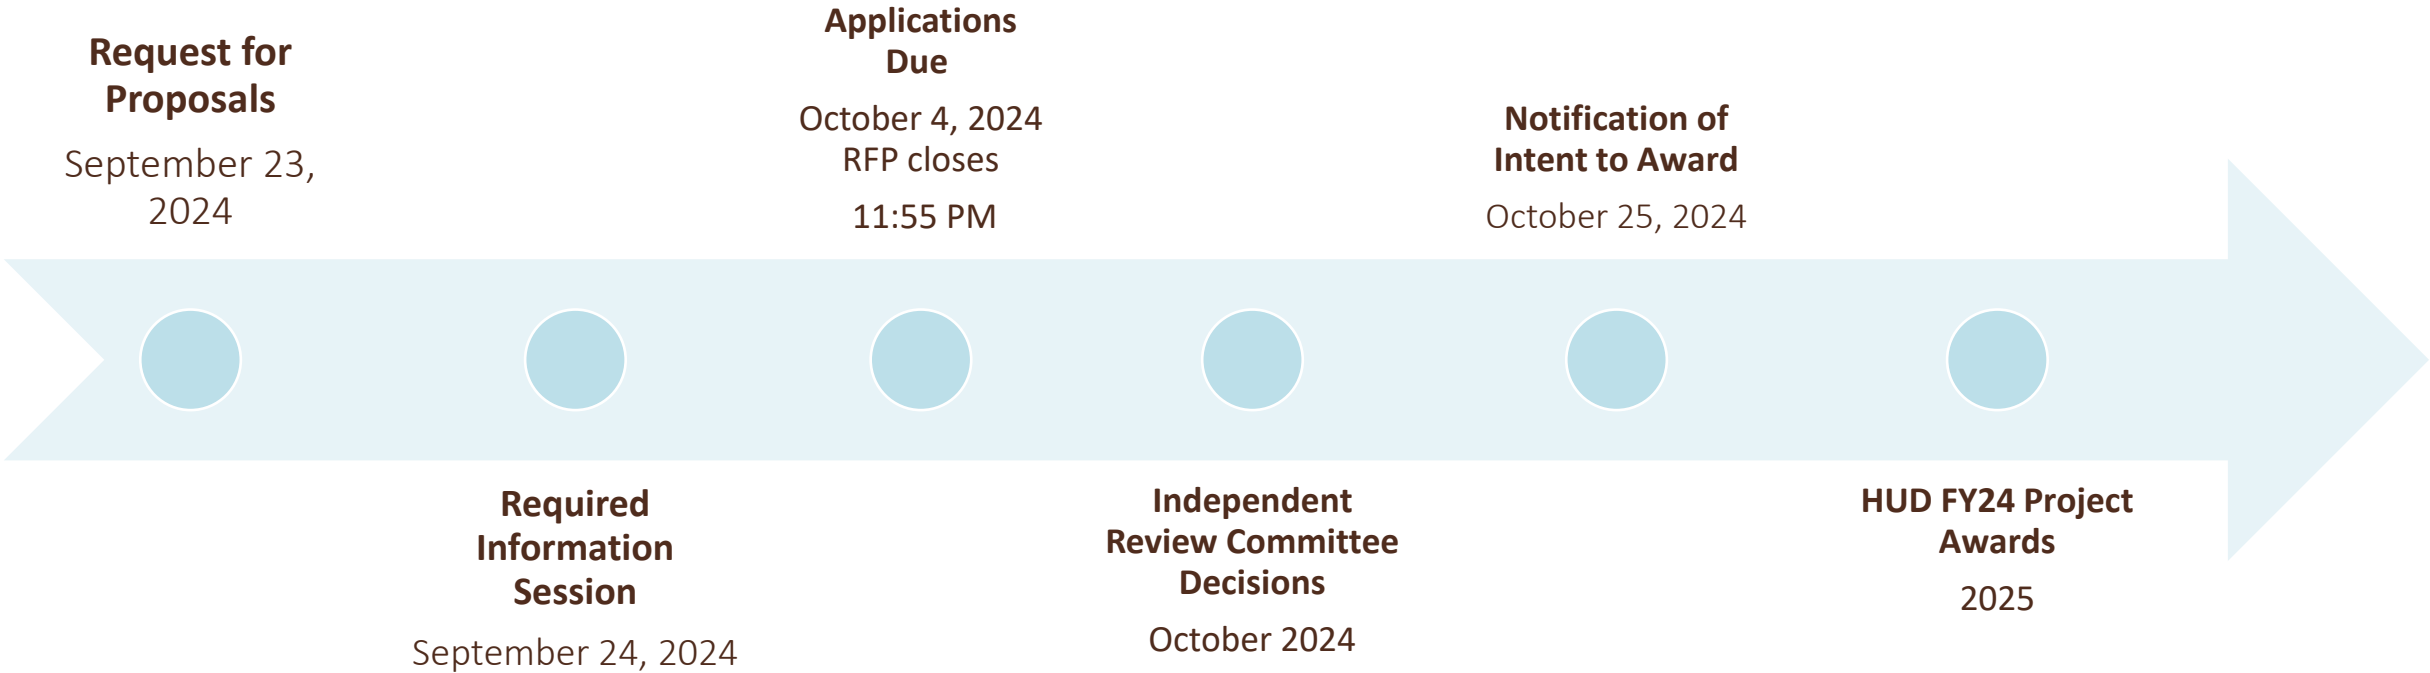 Request for
Proposals
September 23,
2024
Required
Information
Session
September 24, 2024
Applications
Due
October 4, 2024
RFP closes
11:55 PM
Independent
Review Committee
Decisions
October 2024
Notification of
Intent to Award
October 25, 2024
HUD FY24 Project
Awards
2025